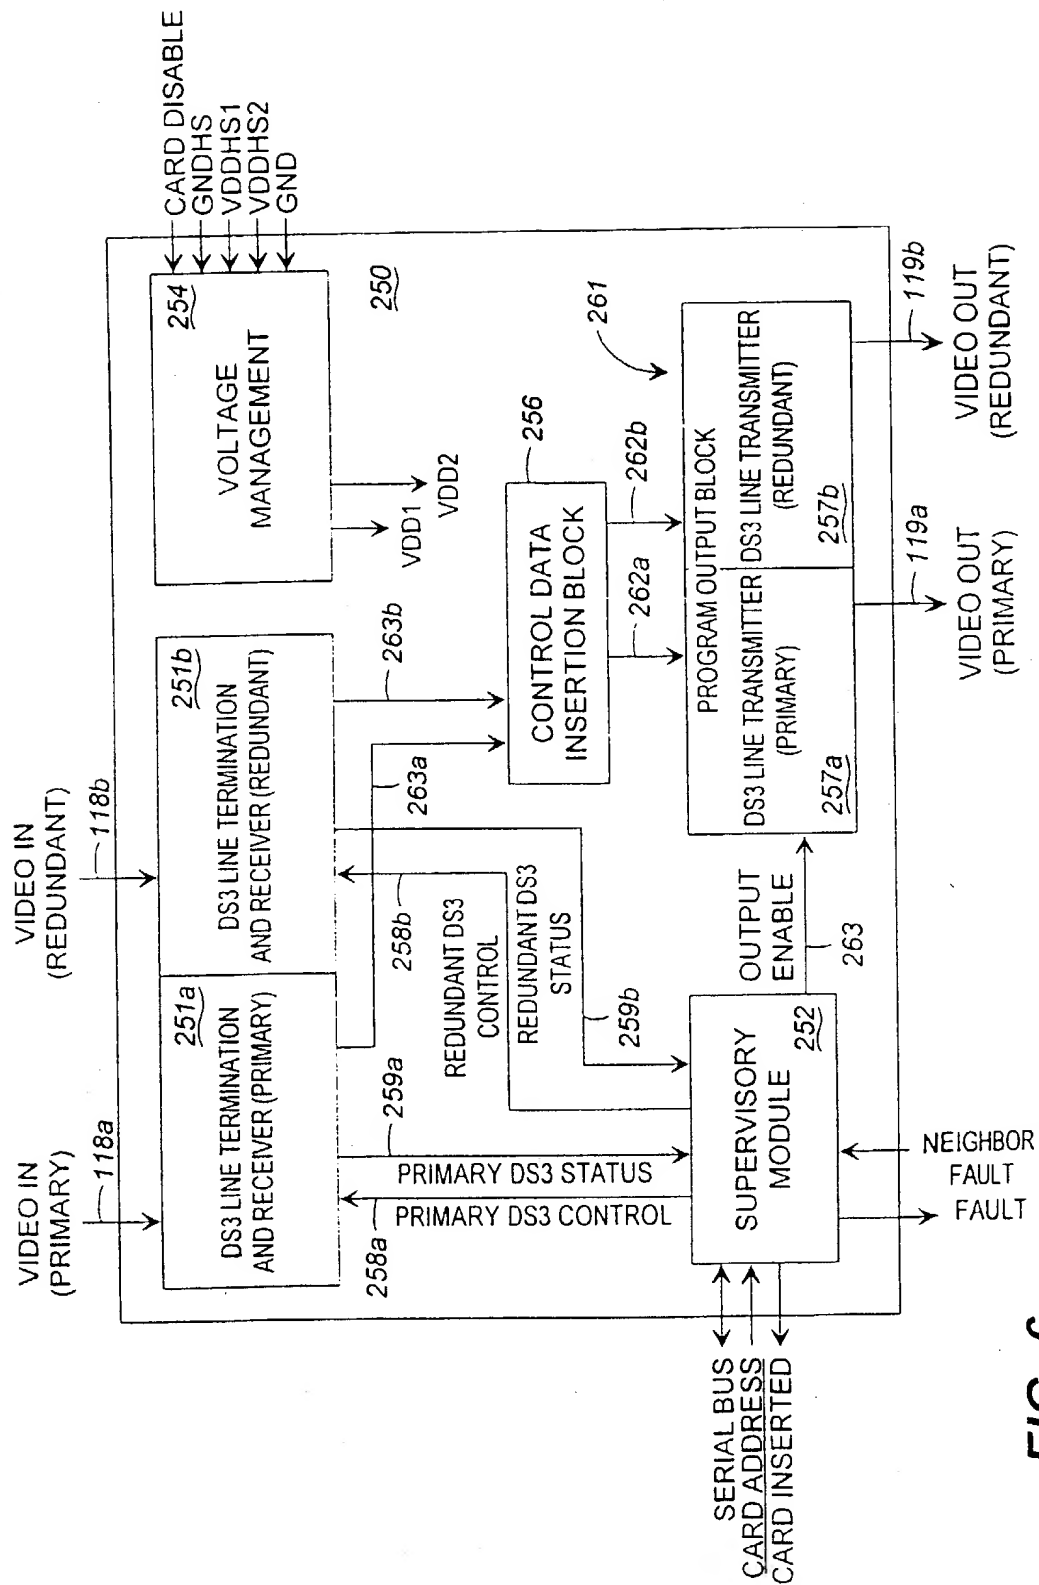 VIDEO IN
(PRIMARY)
118a
VIDEO IN
(REDUNDANT)
118b
CARD DISABLE
GNDHS
VDDHS1
VDDHS2
GND
251a
DS3 LINE TERMINATION
AND RECEIVER (PRIMARY)
251b
DS3 LINE TERMINATION
AND RECEIVER (REDUNDANT)
254
VOLTAGE
MANAGEMENT
VDD1
VDD2
250
258a
PRIMARY DS3 CONTROL
PRIMARY DS3 STATUS
259a
258b
REDUNDANT DS3
CONTROL
REDUNDANT DS3
STATUS
259b
263a
263b
256
CONTROL DATA
INSERTION BLOCK
262a
262b
261
SERIAL BUS
CARD ADDRESS
CARD INSERTED
SUPERVISORY
MODULE
252
OUTPUT
ENABLE
263
PROGRAM OUTPUT BLOCK
DS3 LINE TRANSMITTER
(PRIMARY)
257a
DS3 LINE TRANSMITTER
(REDUNDANT)
257b
NEIGHBOR
FAULT
FAULT
119a
VIDEO OUT
(PRIMARY)
119b
VIDEO OUT
(REDUNDANT)